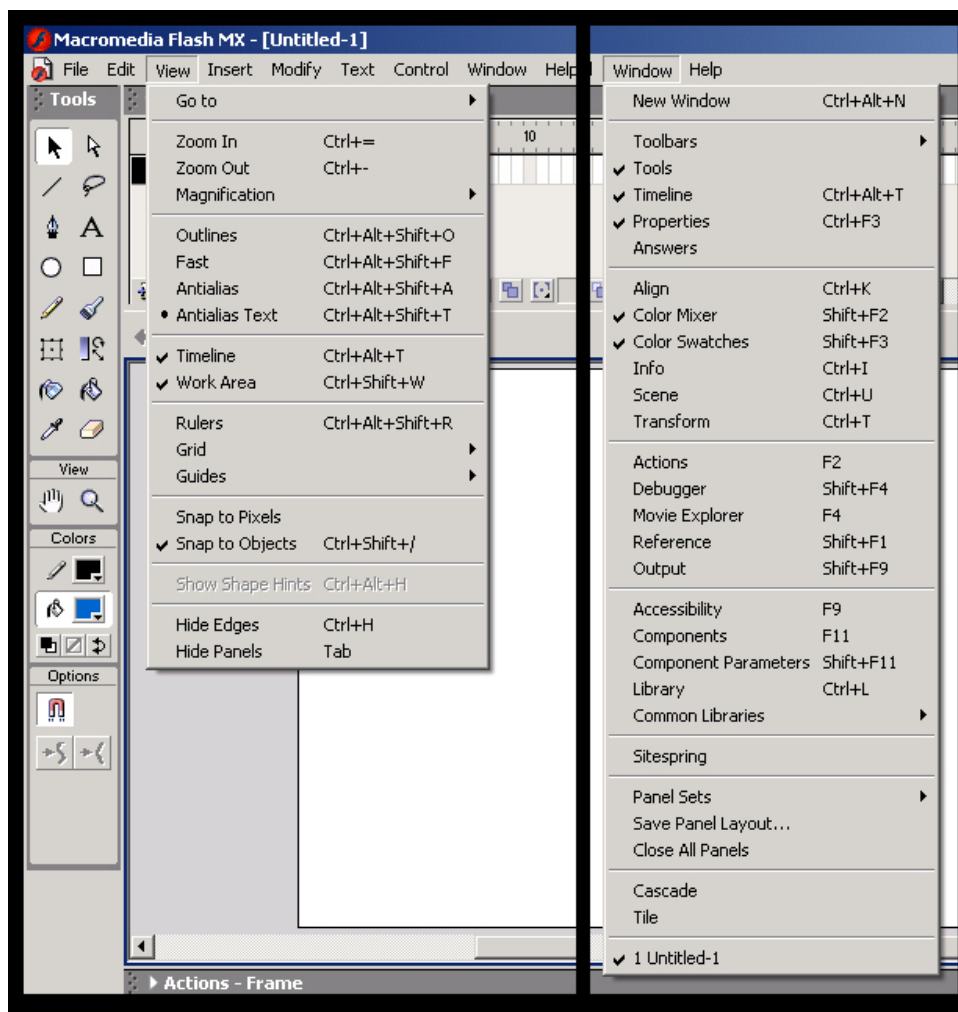 Macromedia Flash MX - [Untitled-1]
File Edit View Insert Modify Text Control Window Help
Tools
View
Colors
Options
Go to
Zoom In Ctrl+=
Zoom Out Ctrl+-
Magnification
Outlines Ctrl+Alt+Shift+O
Fast Ctrl+Alt+Shift+F
Antialias Ctrl+Alt+Shift+A
Antialias Text Ctrl+Alt+Shift+T
Timeline Ctrl+Alt+T
Work Area Ctrl+Shift+W
Rulers Ctrl+Alt+Shift+R
Grid
Guides
Snap to Pixels
Snap to Objects Ctrl+Shift+/
Show Shape Hints Ctrl+Alt+H
Hide Edges Ctrl+H
Hide Panels Tab
10
Actions - Frame
Window Help
New Window Ctrl+Alt+N
Toolbars
Tools
Timeline Ctrl+Alt+T
Properties Ctrl+F3
Answers
Align Ctrl+K
Color Mixer Shift+F2
Color Swatches Shift+F3
Info Ctrl+I
Scene Ctrl+U
Transform Ctrl+T
Actions F2
Debugger Shift+F4
Movie Explorer F4
Reference Shift+F1
Output Shift+F9
Accessibility F9
Components F11
Component Parameters Shift+F11
Library Ctrl+L
Common Libraries
Sitespring
Panel Sets
Save Panel Layout...
Close All Panels
Cascade
Tile
1 Untitled-1